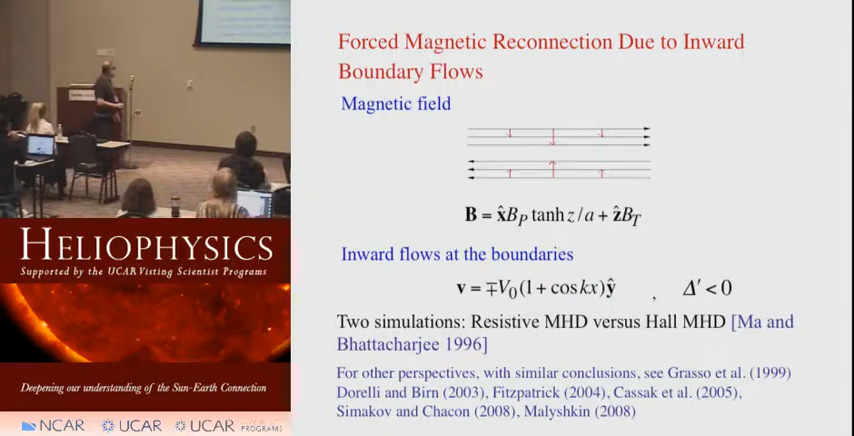 Forced Magnetic Reconnection Due to Inward
Boundary Flows
Magnetic field
B = x̂B_P tanh z/a + ẑB_T
Inward flows at the boundaries
v = ∓V_0(1 + cos kx)ŷ , Δ' < 0
Two simulations: Resistive MHD versus Hall MHD [Ma and
Bhattacharjee 1996]
For other perspectives, with similar conclusions, see Grasso et al. (1999)
Dorelli and Birn (2003), Fitzpatrick (2004), Cassak et al. (2005),
Simakov and Chacon (2008), Malyshkin (2008)
HELIOPHYSICS
Supported by the UCAR Visting Scientist Programs
Deepening our understanding of the Sun-Earth Connection
NCAR UCAR UCAR PROGRAMS